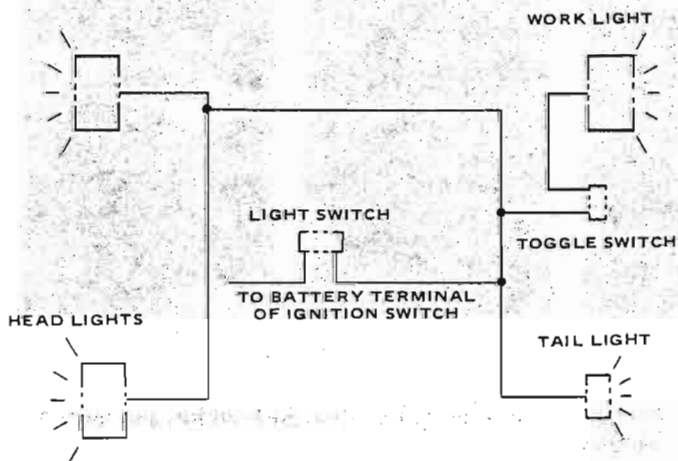 WORK LIGHT
LIGHT SWITCH
TOGGLE SWITCH
TO BATTERY TERMINAL
OF IGNITION SWITCH
HEAD LIGHTS
TAIL LIGHT